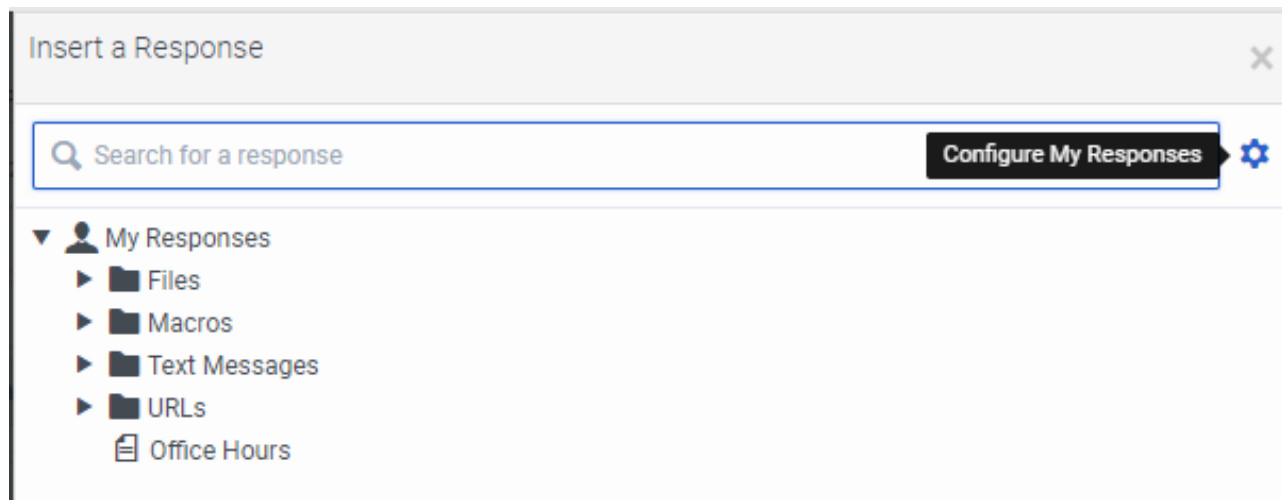 Insert a Response
Search for a response
Configure My Responses
My Responses
Files
Macros
Text Messages
URLs
Office Hours